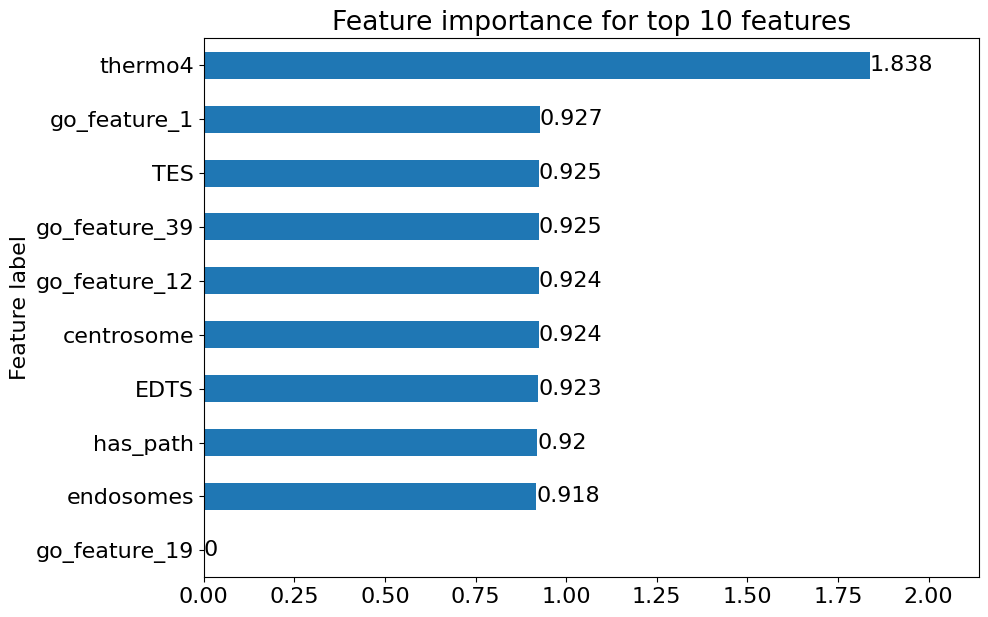 Feature importance for top 10 features
Feature label
thermo4 1.838
go_feature_1 0.927
TES 0.925
go_feature_39 0.925
go_feature_12 0.924
centrosome 0.924
EDTS 0.923
has_path 0.92
endosomes 0.918
go_feature_19 0
0.00 0.25 0.50 0.75 1.00 1.25 1.50 1.75 2.00